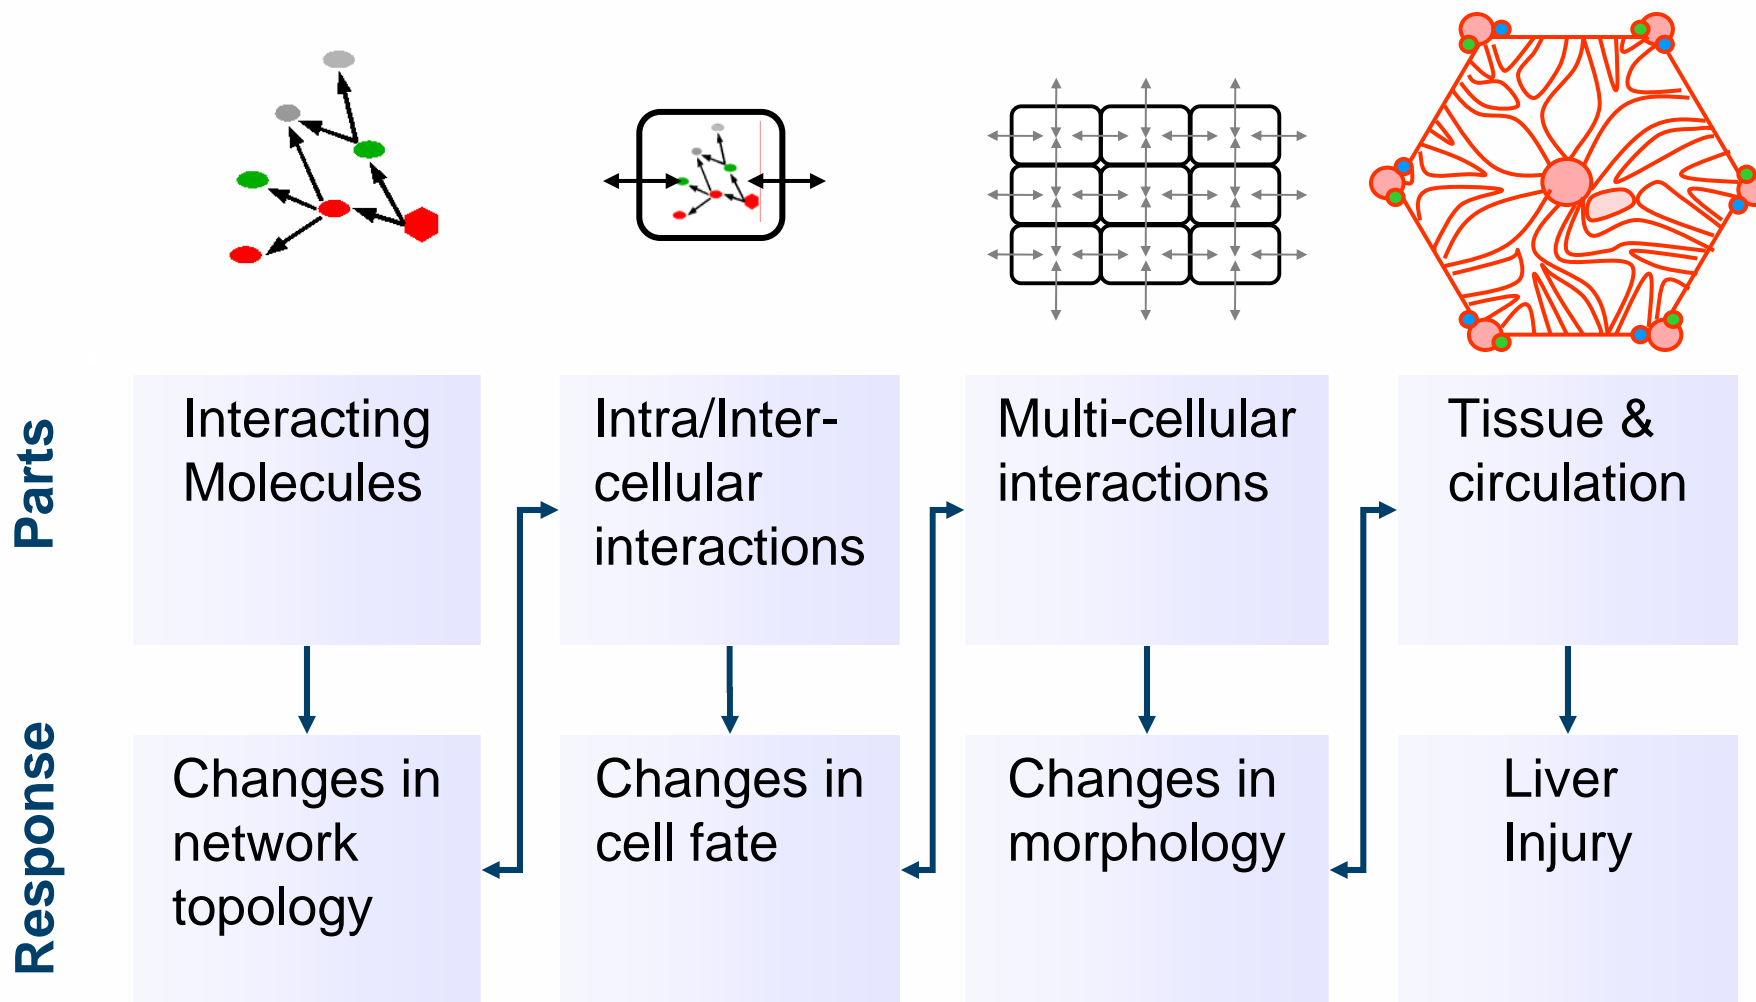 Parts
Interacting
Molecules
Intra/Inter-
cellular
interactions
Multi-cellular
interactions
Tissue &
circulation
Response
Changes in
network
topology
Changes in
cell fate
Changes in
morphology
Liver
Injury